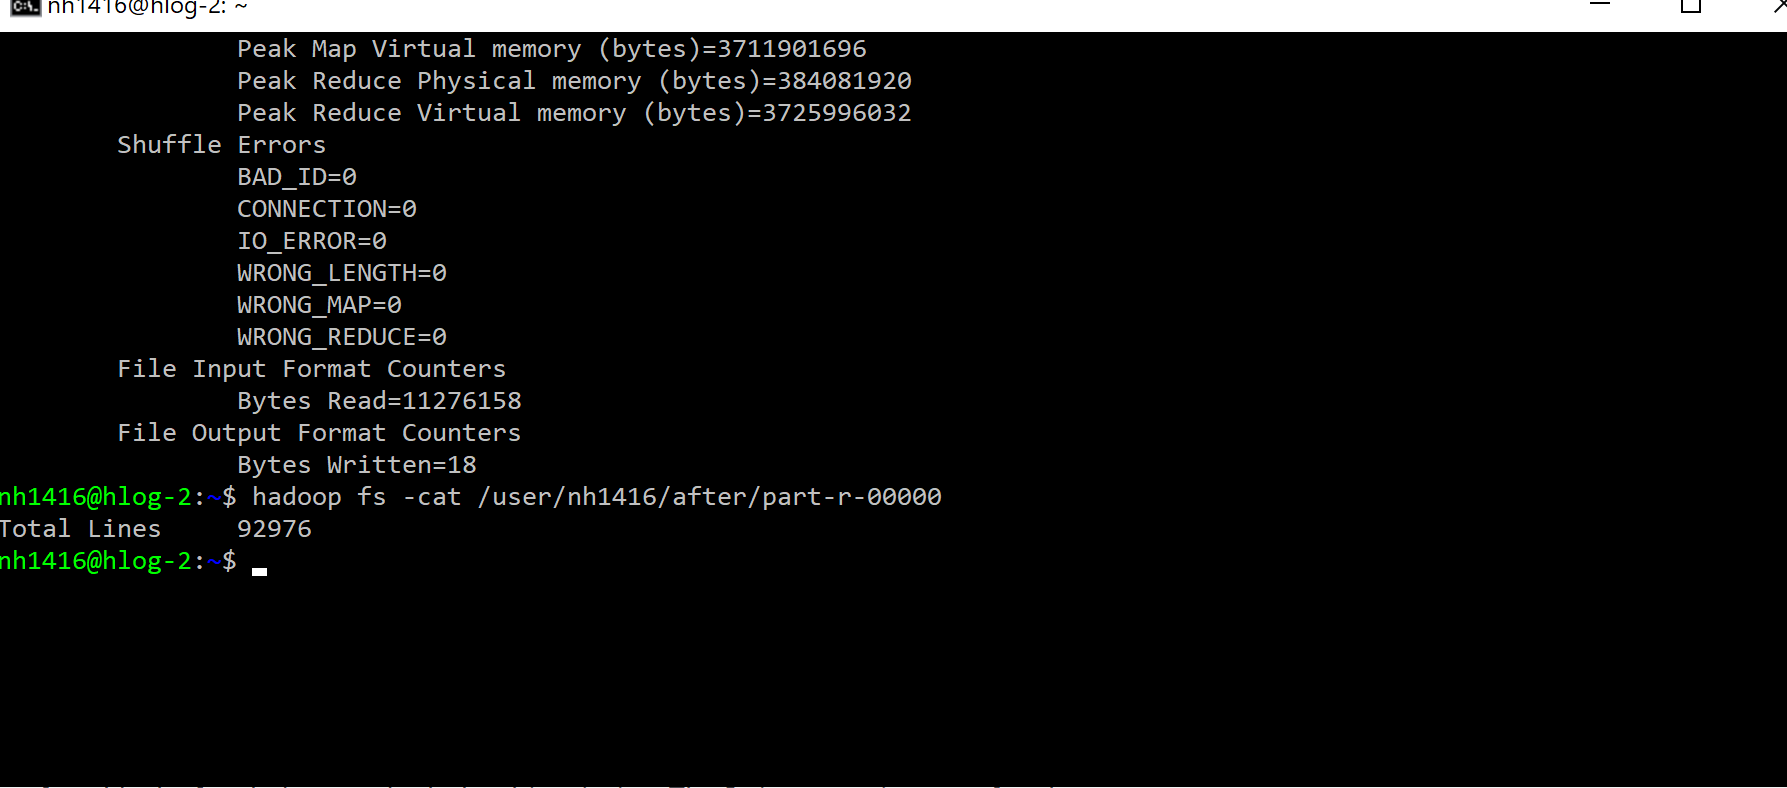 nh1416@hlog-2: ~
Peak Map Virtual memory (bytes)=3711901696
Peak Reduce Physical memory (bytes)=384081920
Peak Reduce Virtual memory (bytes)=3725996032
Shuffle Errors
BAD_ID=0
CONNECTION=0
IO_ERROR=0
WRONG_LENGTH=0
WRONG_MAP=0
WRONG_REDUCE=0
File Input Format Counters
Bytes Read=11276158
File Output Format Counters
Bytes Written=18
nh1416@hlog-2:~$ hadoop fs -cat /user/nh1416/after/part-r-00000
Total Lines 92976
nh1416@hlog-2:~$